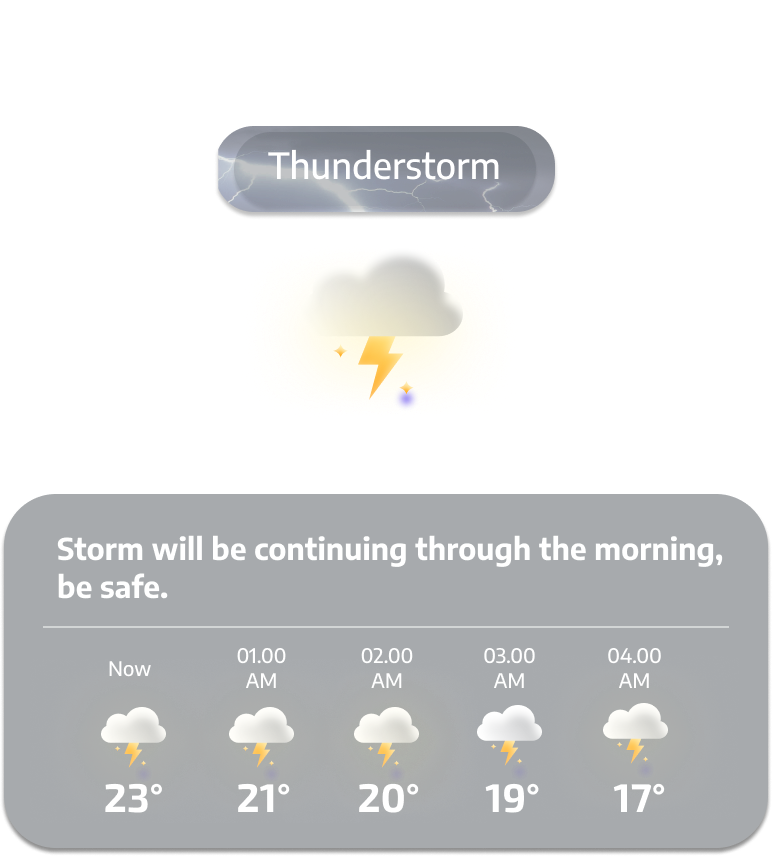 Thunderstorm
Storm will be continuing through the morning,
be safe.
Now
01.00
AM
02.00
AM
03.00
AM
04.00
AM
23°
21°
20°
19°
17°